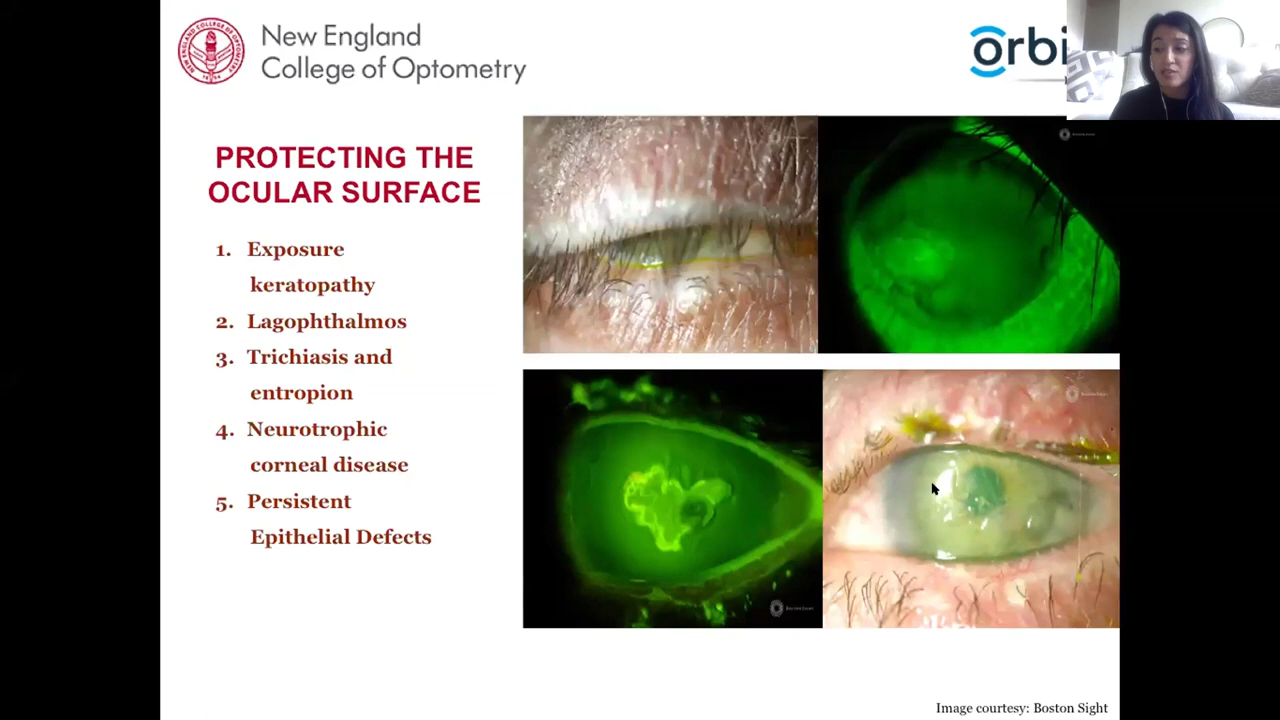 New England
College of Optometry
orbi
PROTECTING THE
OCULAR SURFACE
1. Exposure
keratopathy
2. Lagophthalmos
3. Trichiasis and
entropion
4. Neurotrophic
corneal disease
5. Persistent
Epithelial Defects
Image courtesy: Boston Sight